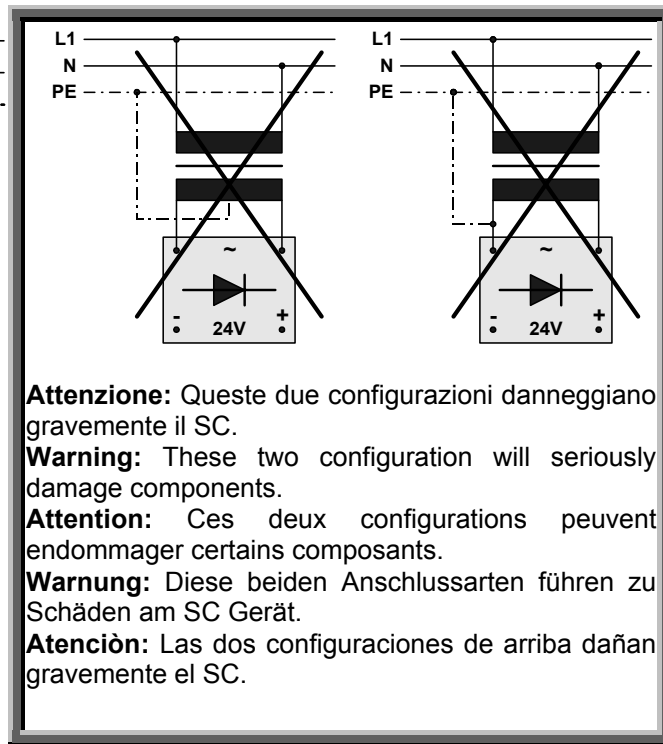 L1 L1
N N
PE PE
~ ~
- + - +
24V 24V
Attenzione: Queste due configurazioni danneggiano
gravemente il SC.
Warning: These two configuration will seriously
damage components.
Attention: Ces deux configurations peuvent
endommager certains composants.
Warnung: Diese beiden Anschlussarten führen zu
Schäden am SC Gerät.
Atenciòn: Las dos configuraciones de arriba dañan
gravemente el SC.